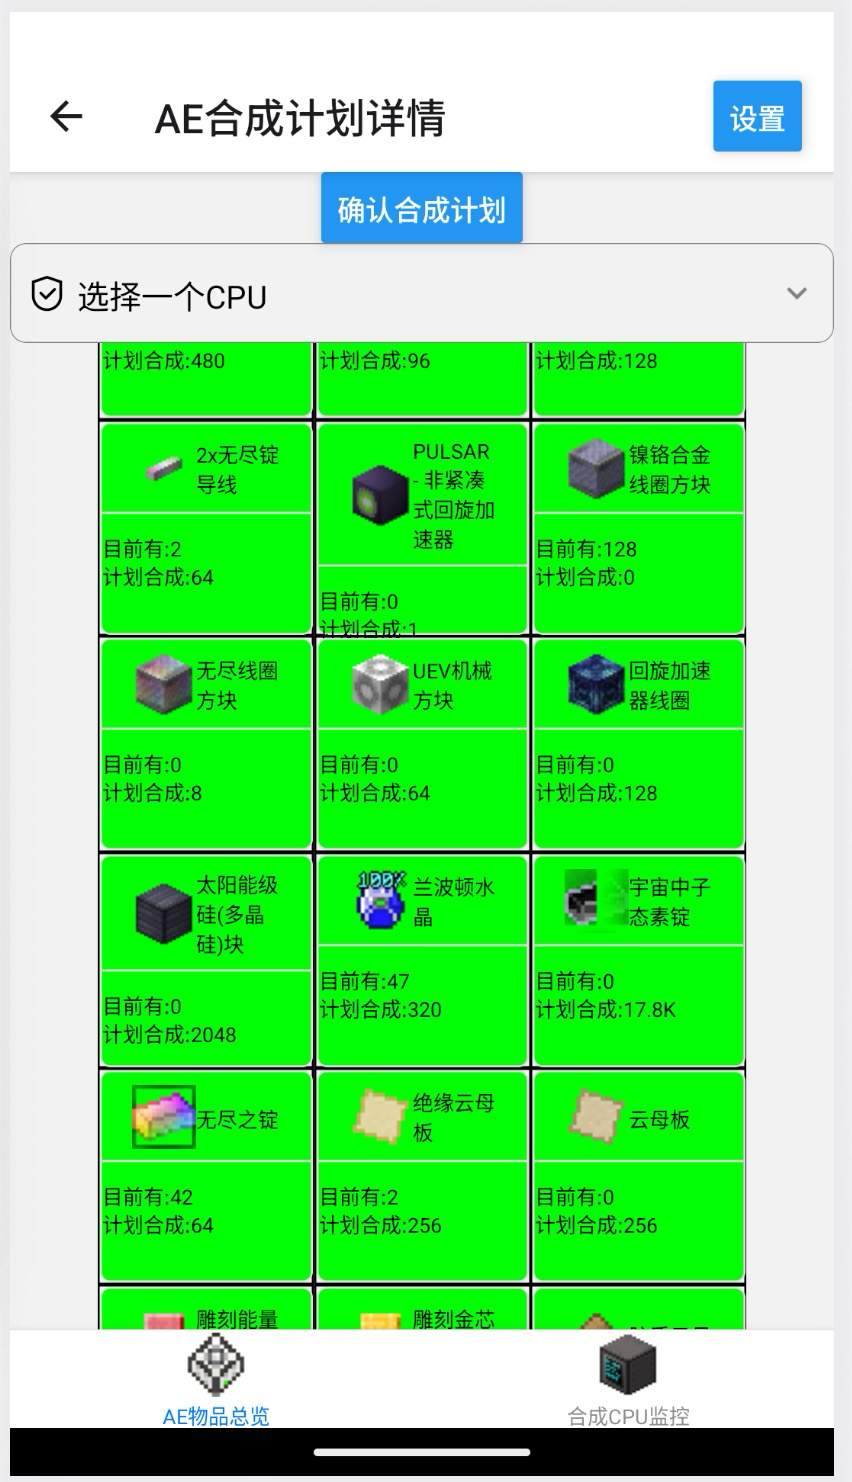 AE合成计划详情
设置
确认合成计划
选择一个CPU
计划合成:480
计划合成:96
计划合成:128
2x无尽锭
导线
目前有:2
计划合成:64
PULSAR
- 非紧凑
式回旋加
速器
目前有:0
计划合成:1
镍铬合金
线圈方块
目前有:128
计划合成:0
无尽线圈
方块
目前有:0
计划合成:8
UEV机械
方块
目前有:0
计划合成:64
回旋加速
器线圈
目前有:0
计划合成:128
太阳能级
硅(多晶
硅)块
目前有:0
计划合成:2048
100%
兰波顿水
晶
目前有:47
计划合成:320
宇宙中子
态素锭
目前有:0
计划合成:17.8K
无尽之锭
目前有:42
计划合成:64
绝缘云母
板
目前有:2
计划合成:256
云母板
目前有:0
计划合成:256
雕刻能量
雕刻金芯
AE物品总览
合成CPU监控